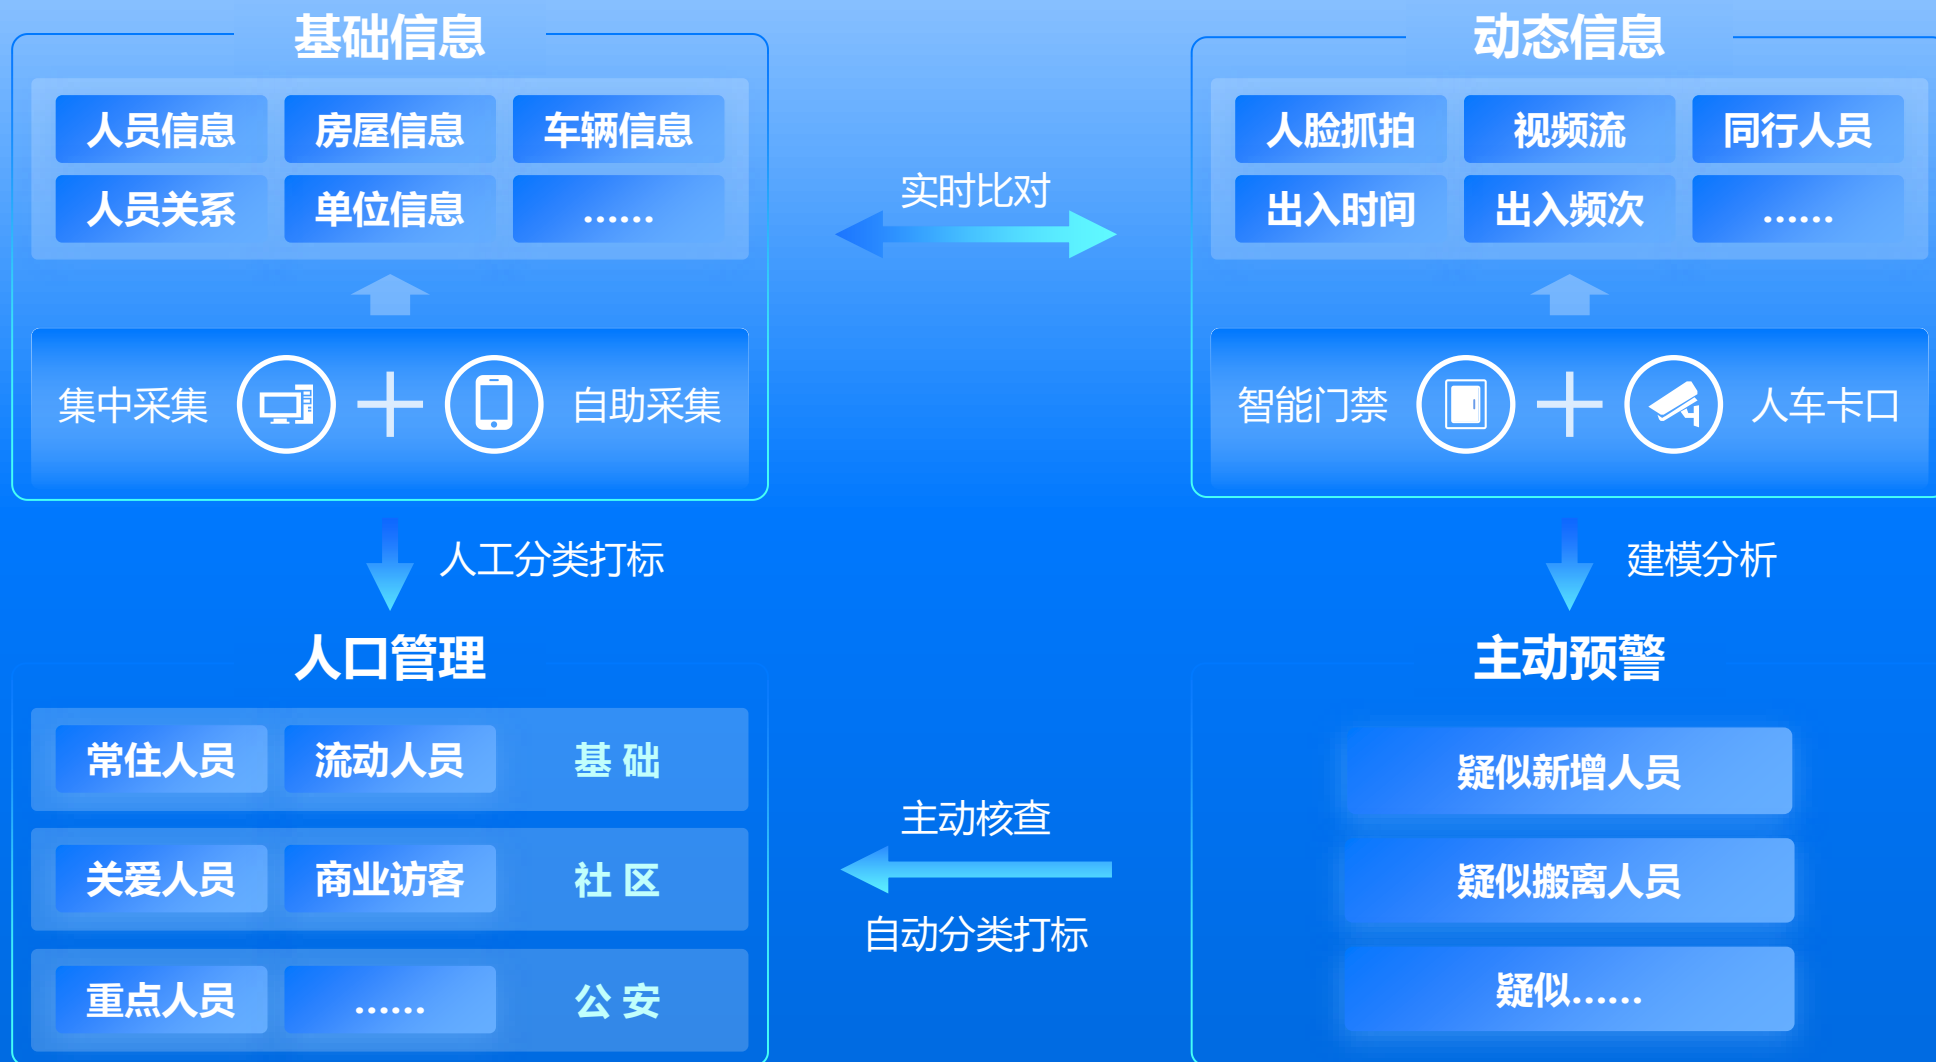 基础信息
人员信息 房屋信息 车辆信息
人员关系 单位信息 ......
集中采集 自助采集
实时比对
动态信息
人脸抓拍 视频流 同行人员
出入时间 出入频次 ......
智能门禁 人车卡口
人工分类打标
建模分析
人口管理
常住人员 流动人员 基础
关爱人员 商业访客 社区
重点人员 ...... 公安
主动核查
自动分类打标
主动预警
疑似新增人员
疑似搬离人员
疑似......